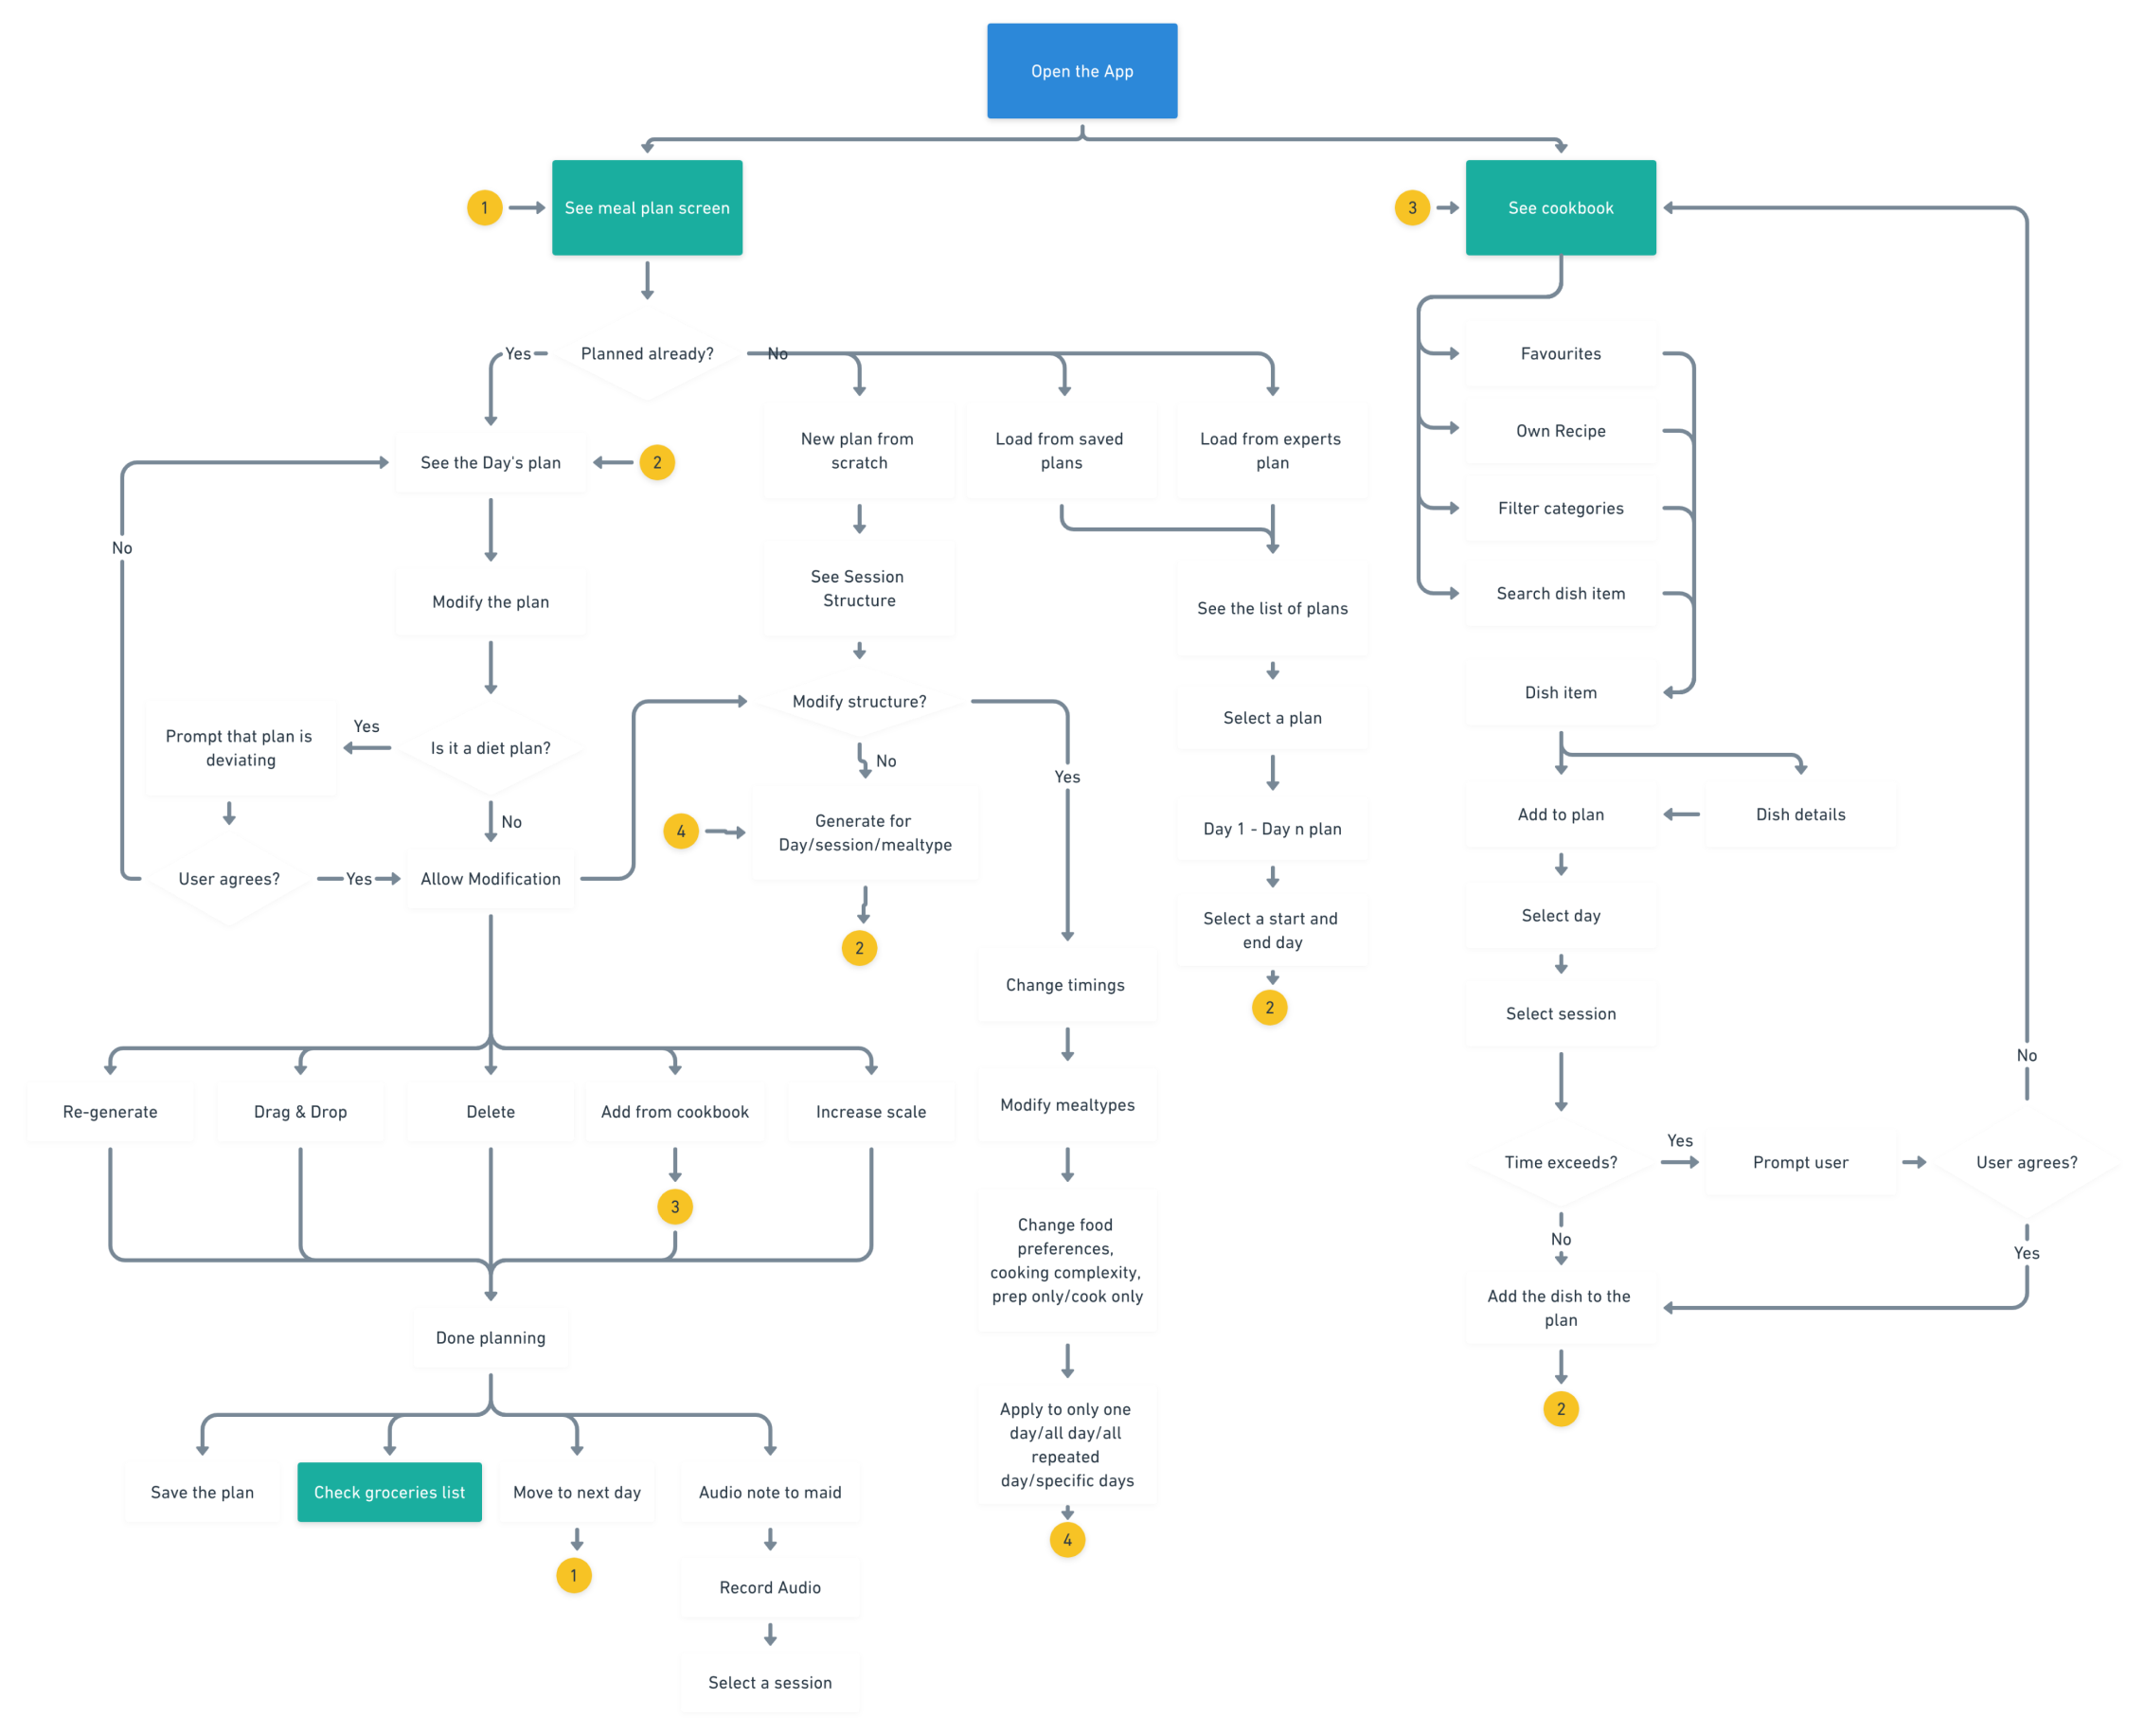 Open the App
1
See meal plan screen
3
See cookbook
Yes
Planned already?
No
Favourites
Own Recipe
Filter categories
Search dish item
New plan from
scratch
Load from saved
plans
Load from experts
plan
See the Day's plan
2
No
Modify the plan
See Session
Structure
See the list of plans
Dish item
Modify structure?
Select a plan
Prompt that plan is
deviating
Yes
Is it a diet plan?
No
Yes
No
4
Generate for
Day/session/mealtype
Day 1 - Day n plan
Add to plan
Dish details
User agrees?
Yes
Allow Modification
2
Select a start and
end day
Select day
Change timings
2
Select session
No
Re-generate
Drag & Drop
Delete
Add from cookbook
Increase scale
Modify mealtypes
Time exceeds?
Yes
Prompt user
User agrees?
3
Change food
preferences,
cooking complexity,
prep only/cook only
No
Yes
Add the dish to the
plan
Done planning
2
Apply to only one
day/all day/all
repeated
day/specific days
Save the plan
Check groceries list
Move to next day
Audio note to maid
4
1
Record Audio
Select a session